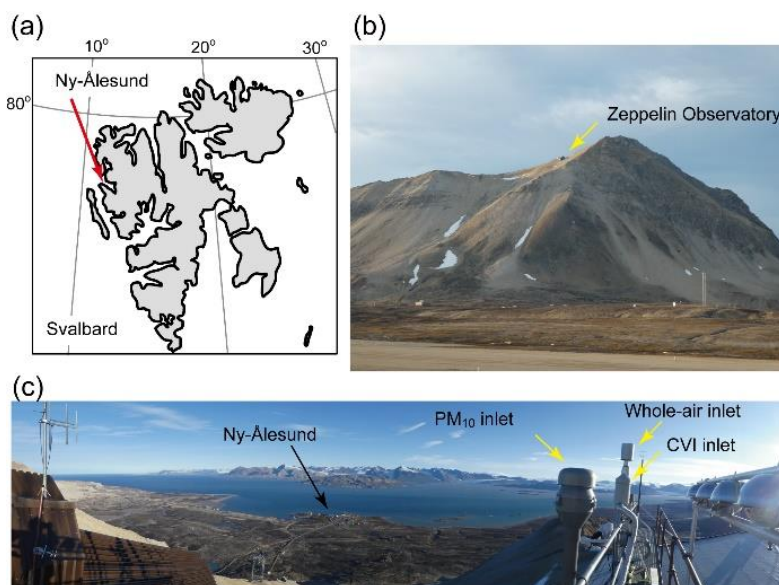 (a)
10° 20° 30°
Ny-Ålesund
80°
Svalbard
(b)
Zeppelin Observatory
(c)
Ny-Ålesund
PM₁₀ inlet
Whole-air inlet
CVI inlet